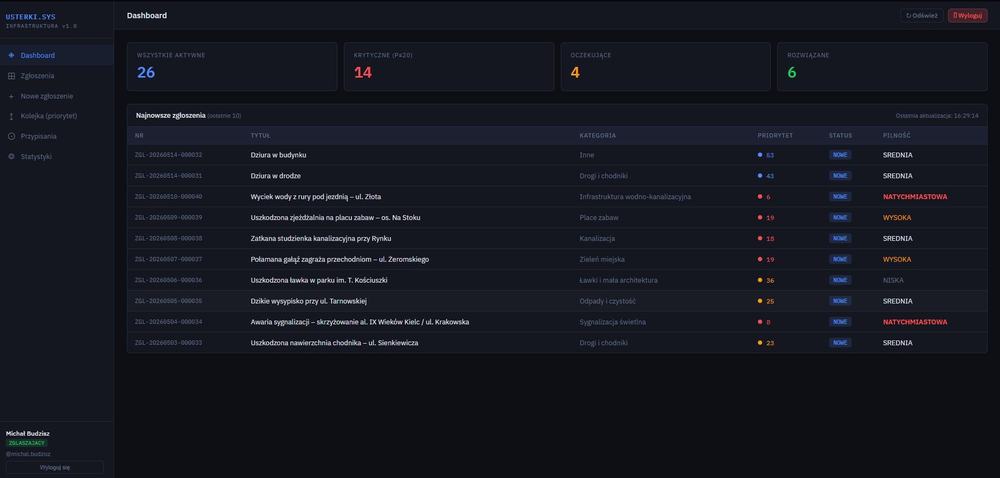 USTERKI.SYS
INFRASTRUKTURA v1.0
Dashboard
Zgłoszenia
Nowe zgłoszenie
Kolejka (priorytet)
Przypisania
Statystyki
Michał Budzisz
ZGLASZAJACY
@michal.budzisz
Wyloguj się
Dashboard
↻ Odśwież
Wyloguj
WSZYSTKIE AKTYWNE
26
KRYTYCZNE (P≤20)
14
OCZEKUJĄCE
4
ROZWIĄZANE
6
Najnowsze zgłoszenia (ostatnie 10)
Ostatnia aktualizacja: 16:29:14
NR TYTUŁ KATEGORIA PRIORYTET STATUS PILNOŚĆ
ZGL-20260514-000032 Dziura w budynku Inne 53 NOWE SREDNIA
ZGL-20260514-000031 Dziura w drodze Drogi i chodniki 43 NOWE SREDNIA
ZGL-20260510-000040 Wyciek wody z rury pod jezdnią – ul. Złota Infrastruktura wodno-kanalizacyjna 6 NOWE NATYCHMIASTOWA
ZGL-20260509-000039 Uszkodzona zjeżdżalnia na placu zabaw – os. Na Stoku Place zabaw 19 NOWE WYSOKA
ZGL-20260508-000038 Zatkana studzienka kanalizacyjna przy Rynku Kanalizacja 18 NOWE SREDNIA
ZGL-20260507-000037 Połamana gałąź zagraża przechodniom – ul. Żeromskiego Zieleń miejska 19 NOWE WYSOKA
ZGL-20260506-000036 Uszkodzona ławka w parku im. T. Kościuszki Ławki i mała architektura 36 NOWE NISKA
ZGL-20260505-000035 Dzikie wysypisko przy ul. Tarnowskiej Odpady i czystość 25 NOWE SREDNIA
ZGL-20260504-000034 Awaria sygnalizacji – skrzyżowanie al. IX Wieków Kielc / ul. Krakowska Sygnalizacja świetlna 8 NOWE NATYCHMIASTOWA
ZGL-20260503-000033 Uszkodzona nawierzchnia chodnika – ul. Sienkiewicza Drogi i chodniki 23 NOWE SREDNIA